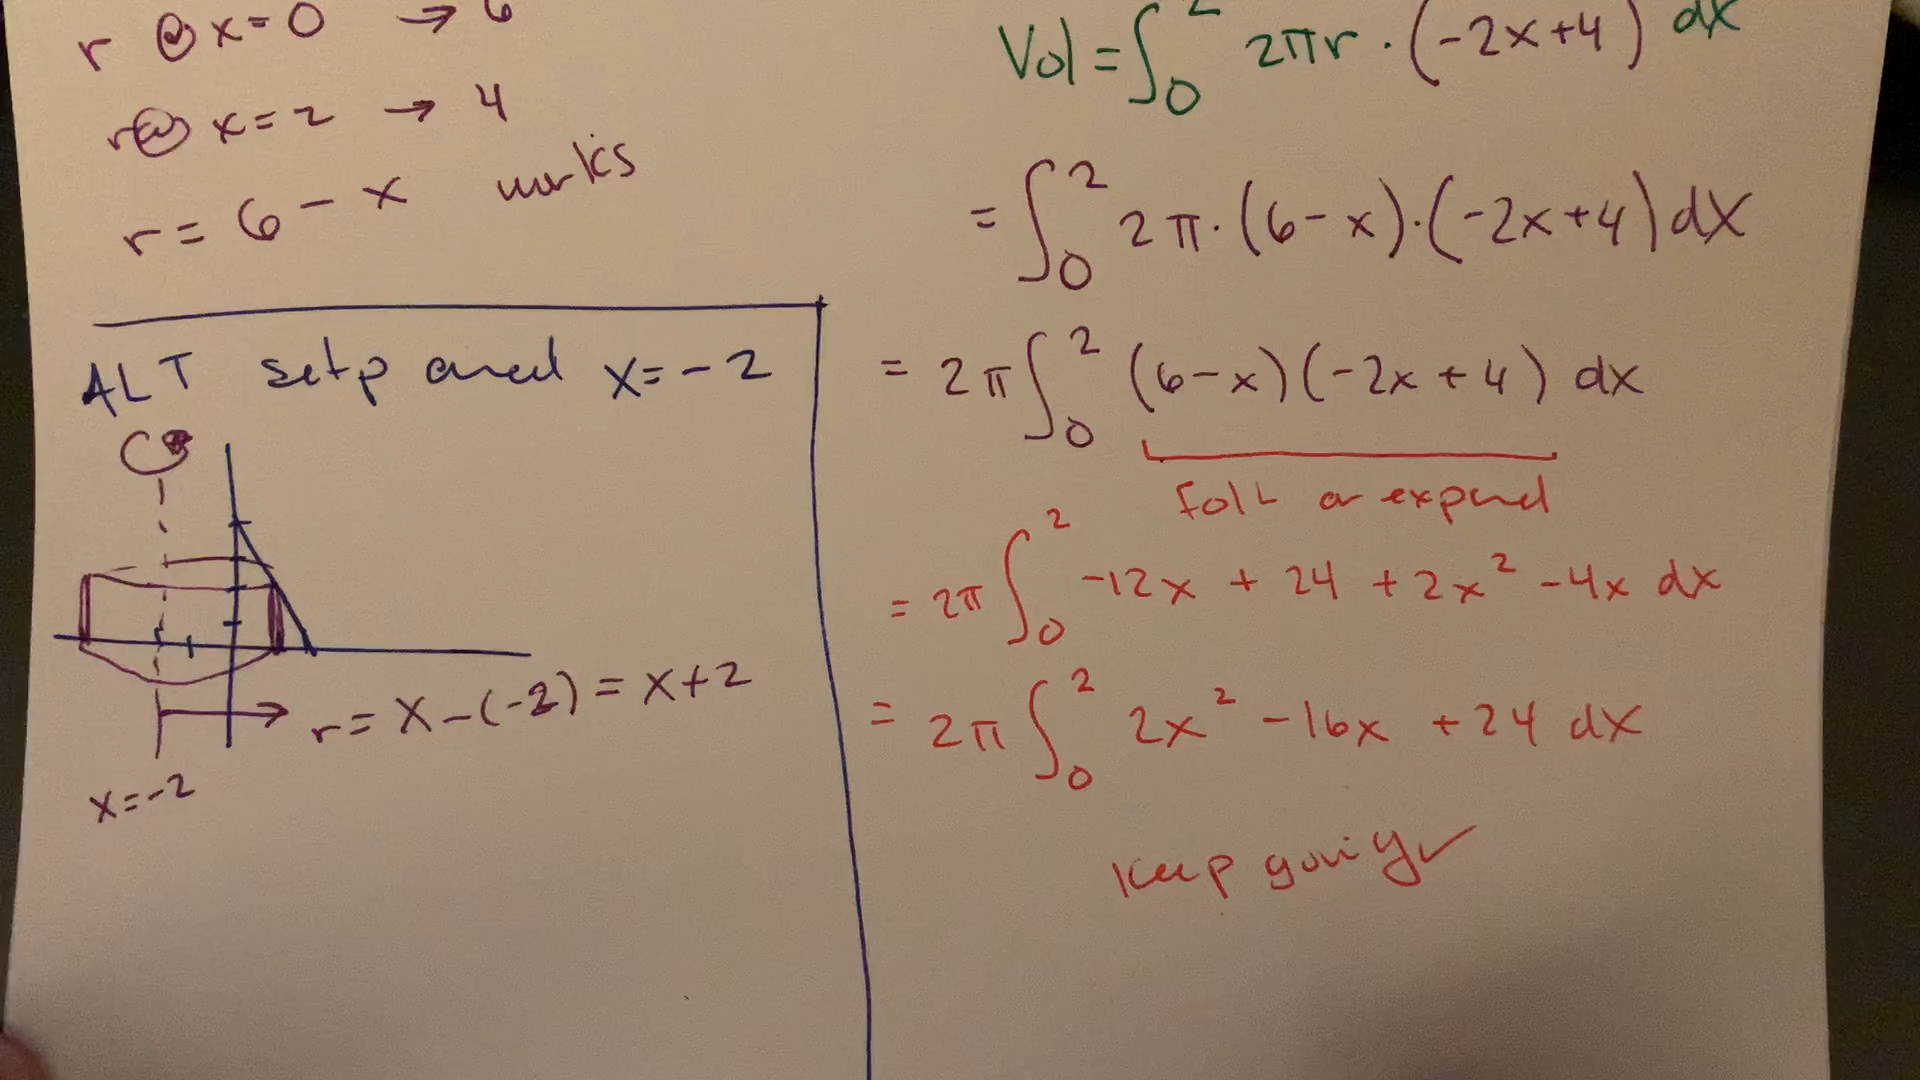 r @ x = 0 → 6
r @ x = 2 → 4
r = 6 - x works
ALT setp aroud x = -2
r = x - (-2) = x + 2
x = -2
Vol = ∫₀² 2πr · (-2x+4) dx
= ∫₀² 2π · (6-x) · (-2x+4) dx
= 2π ∫₀² (6-x)(-2x+4) dx
FOIL or expand
= 2π ∫₀² -12x + 24 + 2x² - 4x dx
= 2π ∫₀² 2x² - 16x + 24 dx
keep going